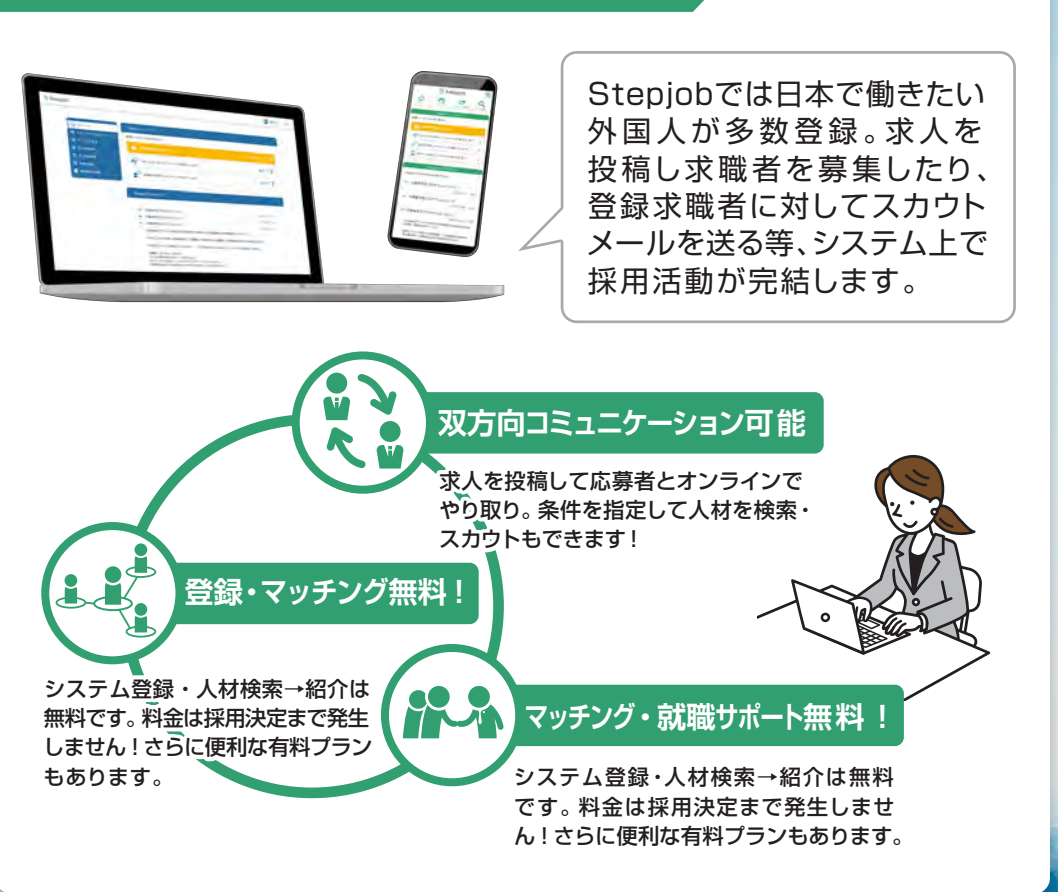 Stepjobでは日本で働きたい
外国人が多数登録。求人を
投稿し求職者を募集したり、
登録求職者に対してスカウト
メールを送る等、システム上で
採用活動が完結します。
双方向コミュニケーション可能
求人を投稿して応募者とオンラインで
やり取り。条件を指定して人材を検索・
スカウトもできます!
登録・マッチング無料!
システム登録・人材検索→紹介は
無料です。料金は採用決定まで発生
しません!さらに便利な有料プラン
もあります。
マッチング・就職サポート無料!
システム登録・人材検索→紹介は無料
です。料金は採用決定まで発生しませ
ん!さらに便利な有料プランもあります。